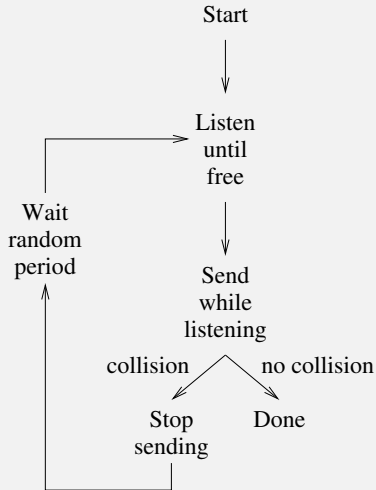 Start
Listen
until
free
Wait
random
period
Send
while
listening
collision
no collision
Stop
sending
Done